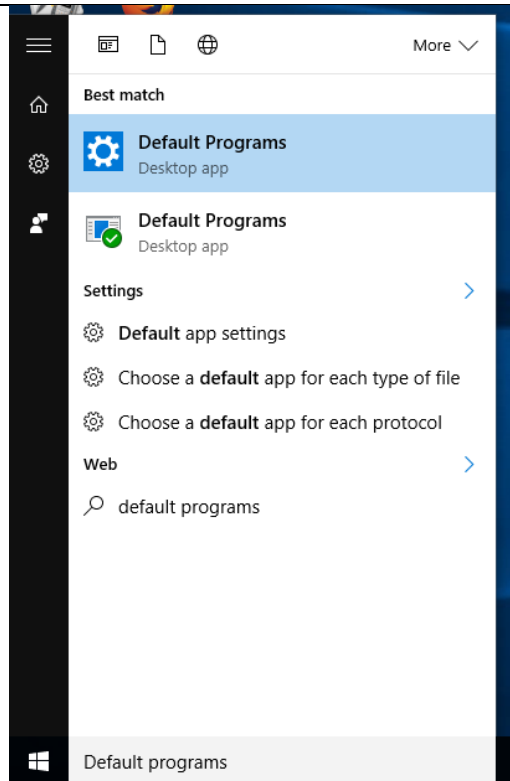 More
Best match
Default Programs
Desktop app
Default Programs
Desktop app
Settings
Default app settings
Choose a default app for each type of file
Choose a default app for each protocol
Web
default programs
Default programs